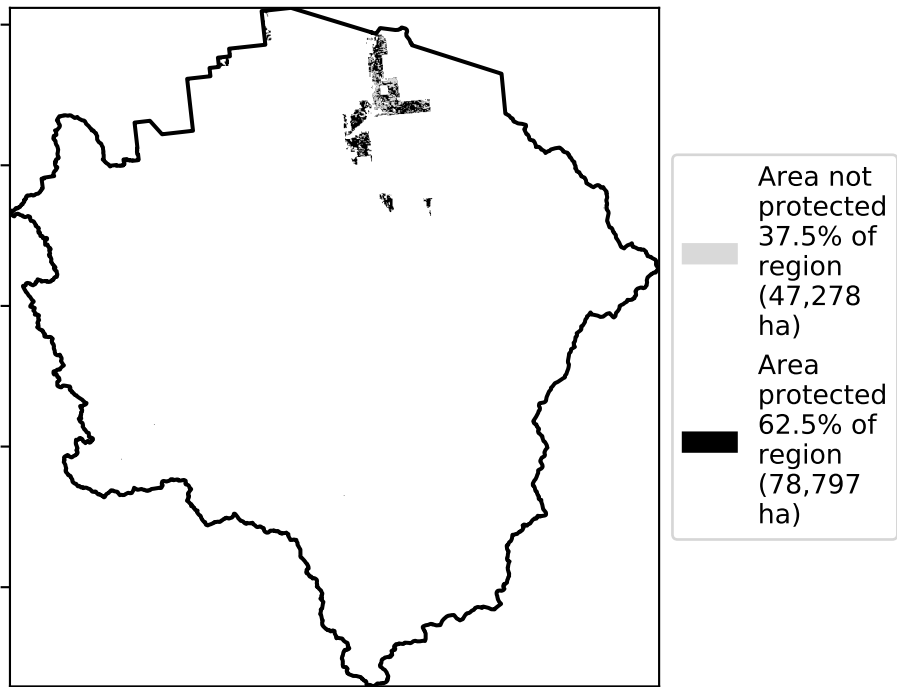 Area not
protected
37.5% of
region
(47,278
ha)
Area
protected
62.5% of
region
(78,797
ha)